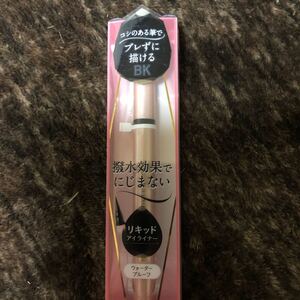 コシのある筆で
ブレずに
描ける
BK
撥水効果で
にじまない
リキッド
アイライナー
ウォーター
プルーフ